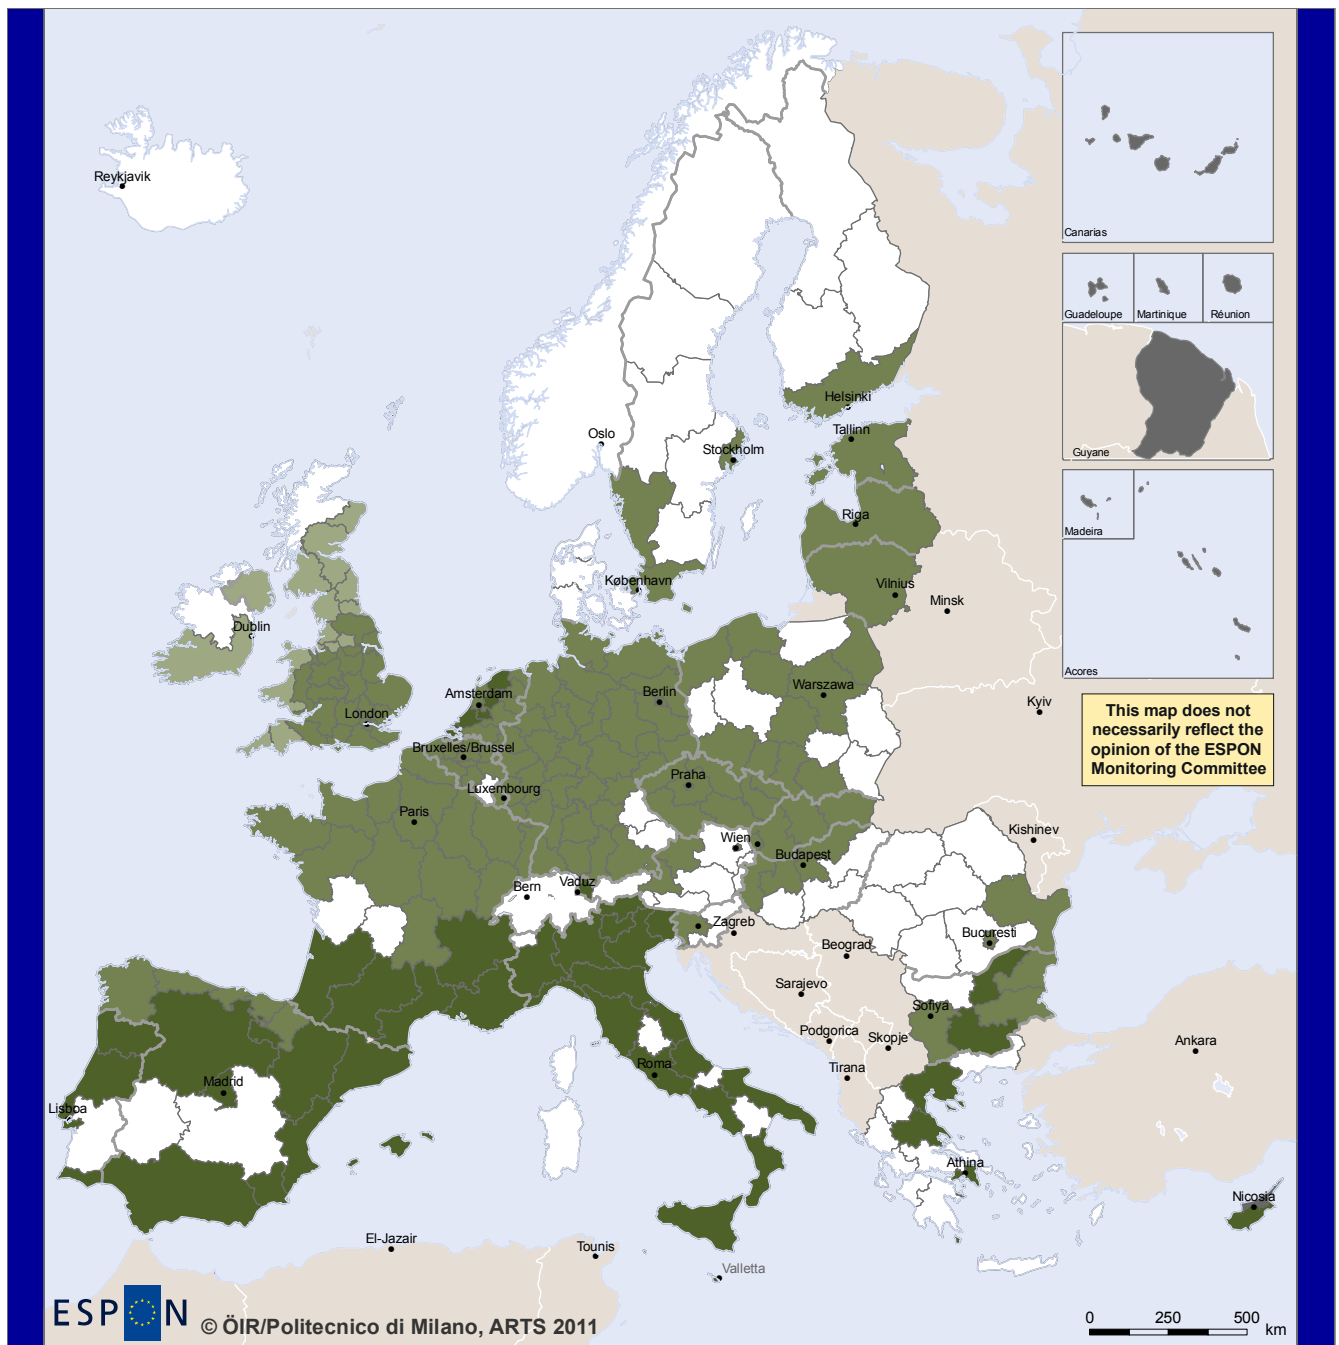 Reykjavik
Canarias
Guadeloupe
Martinique
Réunion
Guyane
Madeira
Acores
Helsinki
Tallinn
Oslo
Stockholm
Riga
København
Vilnius
Minsk
Dublin
Amsterdam
Berlin
Warszawa
London
Kyiv
This map does not
necessarily reflect the
opinion of the ESPON
Monitoring Committee
Bruxelles/Brussel
Praha
Luxembourg
Paris
Wien
Kishinev
Budapest
Bern
Vaduz
Zagreb
Bucuresti
Beograd
Sarajevo
Sofiya
Podgorica
Skopje
Ankara
Roma
Tirana
Madrid
Lisboa
Athina
Nicosia
El-Jazair
Tounis
Valletta
ESPON
© ÖIR/Politecnico di Milano, ARTS 2011
0 250 500
km